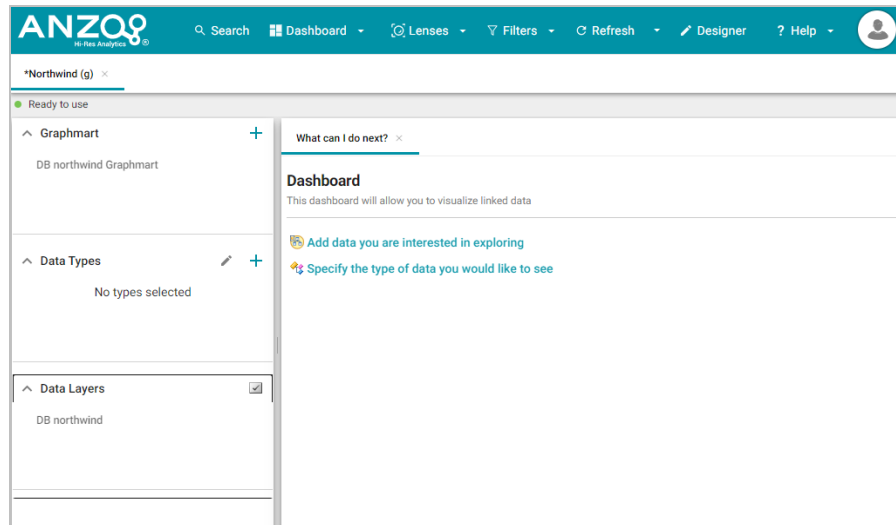 ANZO
Hi-Res Analytics ®
Search Dashboard Lenses Filters Refresh Designer ? Help
*Northwind (g) ×
Ready to use
Graphmart +
DB northwind Graphmart
Data Types +
No types selected
Data Layers
DB northwind
What can I do next? ×
Dashboard
This dashboard will allow you to visualize linked data
Add data you are interested in exploring
Specify the type of data you would like to see